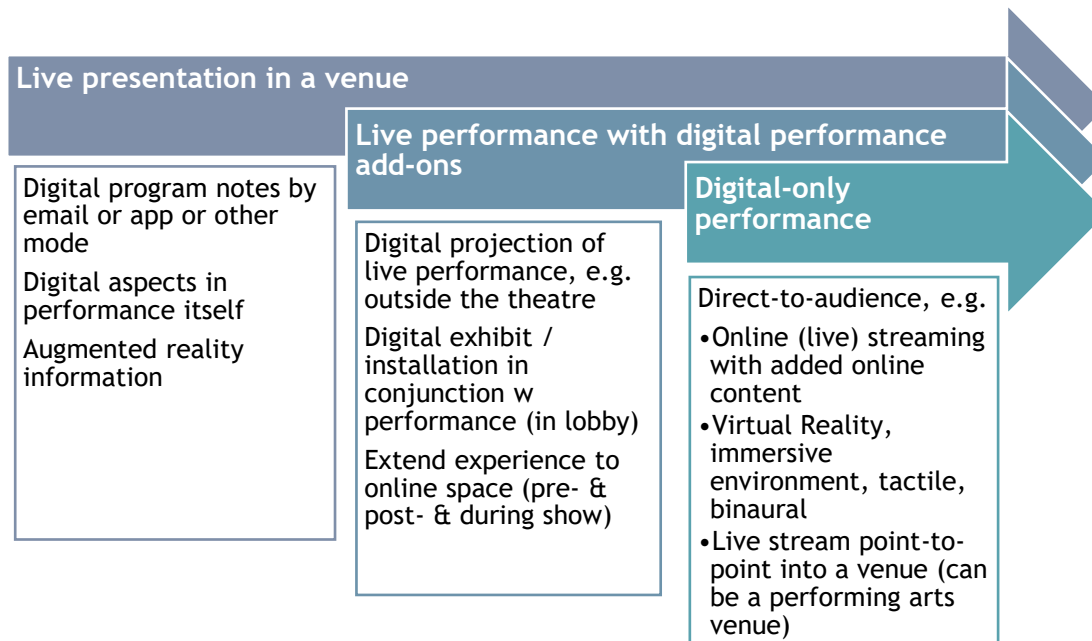 Live presentation in a venue
Live performance with digital performance
add-ons
Digital-only
performance
Digital program notes by
email or app or other
mode
Digital aspects in
performance itself
Augmented reality
information
Digital projection of
live performance, e.g.
outside the theatre
Digital exhibit /
installation in
conjunction w
performance (in lobby)
Extend experience to
online space (pre- &
post- & during show)
Direct-to-audience, e.g.
•Online (live) streaming
with added online
content
•Virtual Reality,
immersive
environment, tactile,
binaural
•Live stream point-to-
point into a venue (can
be a performing arts
venue)